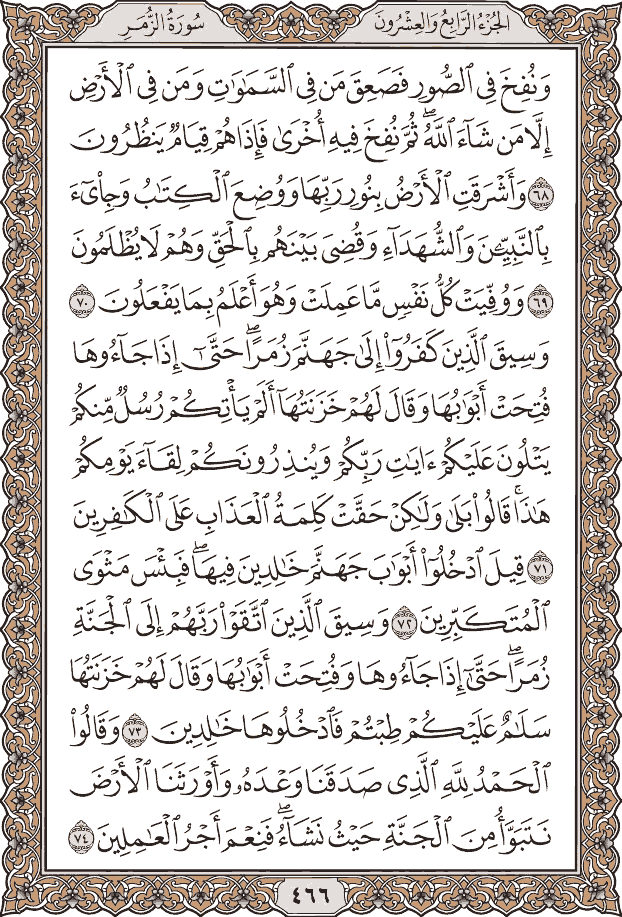 الجزء الرابع والعشرون سورة الزمر
وَنُفِخَ فِي ٱلصُّورِ فَصَعِقَ مَن فِي ٱلسَّمَٰوَٰتِ وَمَن فِي ٱلۡأَرۡضِ
إِلَّا مَن شَآءَ ٱللَّهُۖ ثُمَّ نُفِخَ فِيهِ أُخۡرَىٰ فَإِذَا هُمۡ قِيَامٞ يَنظُرُونَ
٦٨ وَأَشۡرَقَتِ ٱلۡأَرۡضُ بِنُورِ رَبِّهَا وَوُضِعَ ٱلۡكِتَٰبُ وَجِاْيٓءَ
بِٱلنَّبِيِّـۧنَ وَٱلشُّهَدَآءِ وَقُضِيَ بَيۡنَهُم بِٱلۡحَقِّ وَهُمۡ لَا يُظۡلَمُونَ
٦٩ وَوُفِّيَتۡ كُلُّ نَفۡسٖ مَّا عَمِلَتۡ وَهُوَ أَعۡلَمُ بِمَا يَفۡعَلُونَ ٧٠
وَسِيقَ ٱلَّذِينَ كَفَرُوٓاْ إِلَىٰ جَهَنَّمَ زُمَرًاۖ حَتَّىٰٓ إِذَا جَآءُوهَا
فُتِحَتۡ أَبۡوَٰبُهَا وَقَالَ لَهُمۡ خَزَنَتُهَآ أَلَمۡ يَأۡتِكُمۡ رُسُلٞ مِّنكُمۡ
يَتۡلُونَ عَلَيۡكُمۡ ءَايَٰتِ رَبِّكُمۡ وَيُنذِرُونَكُمۡ لِقَآءَ يَوۡمِكُمۡ
هَٰذَاۚ قَالُواْ بَلَىٰ وَلَٰكِنۡ حَقَّتۡ كَلِمَةُ ٱلۡعَذَابِ عَلَى ٱلۡكَٰفِرِينَ
٧١ قِيلَ ٱدۡخُلُوٓاْ أَبۡوَٰبَ جَهَنَّمَ خَٰلِدِينَ فِيهَاۖ فَبِئۡسَ مَثۡوَى
ٱلۡمُتَكَبِّرِينَ ٧٢ وَسِيقَ ٱلَّذِينَ ٱتَّقَوۡاْ رَبَّهُمۡ إِلَى ٱلۡجَنَّةِ
زُمَرًاۖ حَتَّىٰٓ إِذَا جَآءُوهَا وَفُتِحَتۡ أَبۡوَٰبُهَا وَقَالَ لَهُمۡ خَزَنَتُهَا
سَلَٰمٌ عَلَيۡكُمۡ طِبۡتُمۡ فَٱدۡخُلُوهَا خَٰلِدِينَ ٧٣ وَقَالُواْ
ٱلۡحَمۡدُ لِلَّهِ ٱلَّذِي صَدَقَنَا وَعۡدَهُۥ وَأَوۡرَثَنَا ٱلۡأَرۡضَ
نَتَبَوَّأُ مِنَ ٱلۡجَنَّةِ حَيۡثُ نَشَآءُۖ فَنِعۡمَ أَجۡرُ ٱلۡعَٰمِلِينَ ٧٤
٤٦٦